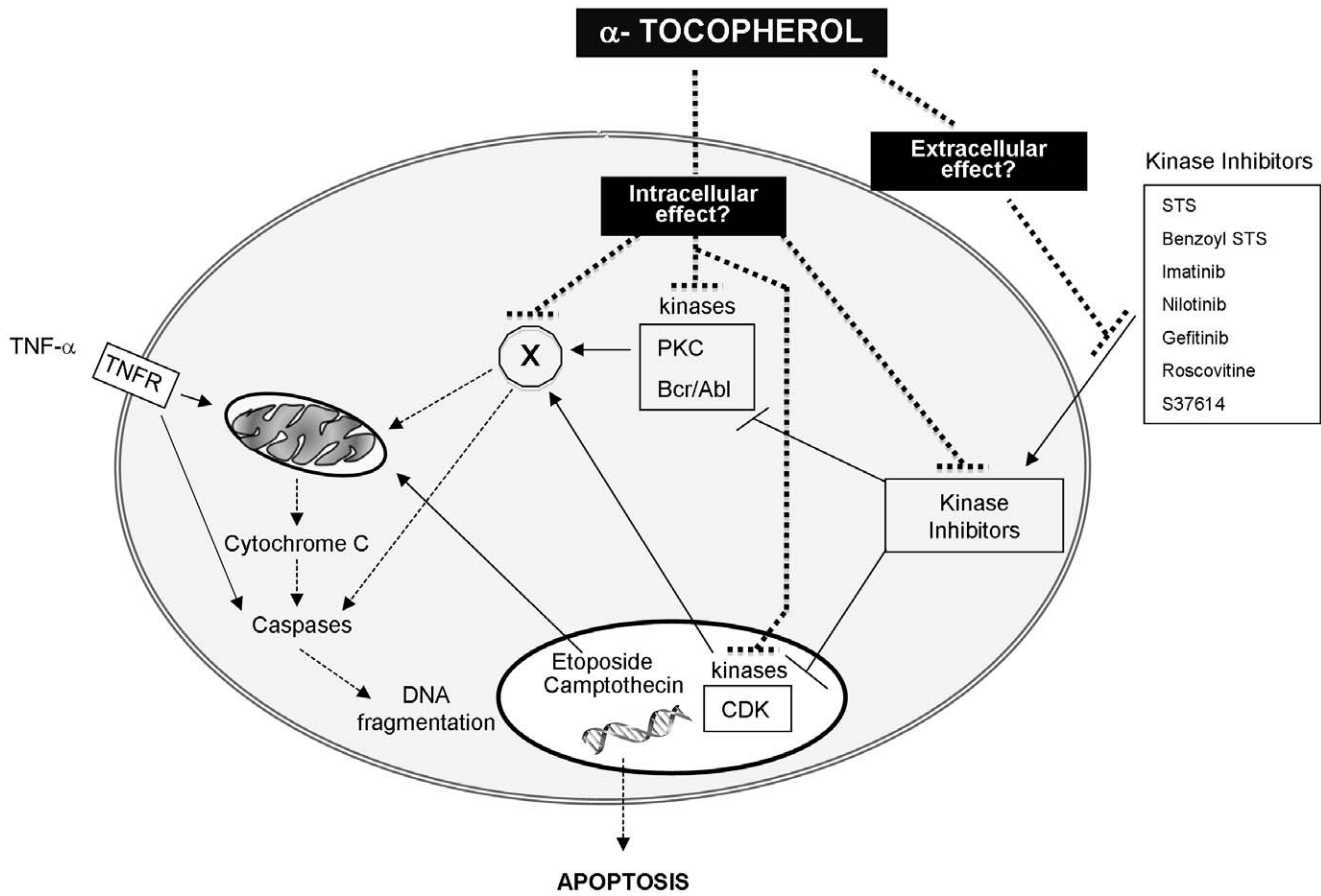 α- TOCOPHEROL
Extracellular
effect?
Kinase Inhibitors
Intracellular
effect?
STS
Benzoyl STS
Imatinib
Nilotinib
Gefitinib
Roscovitine
S37614
kinases
PKC
Bcr/Abl
X
TNF-α
TNFR
Kinase
Inhibitors
Cytochrome C
Caspases
DNA
fragmentation
Etoposide
Camptothecin
kinases
CDK
APOPTOSIS